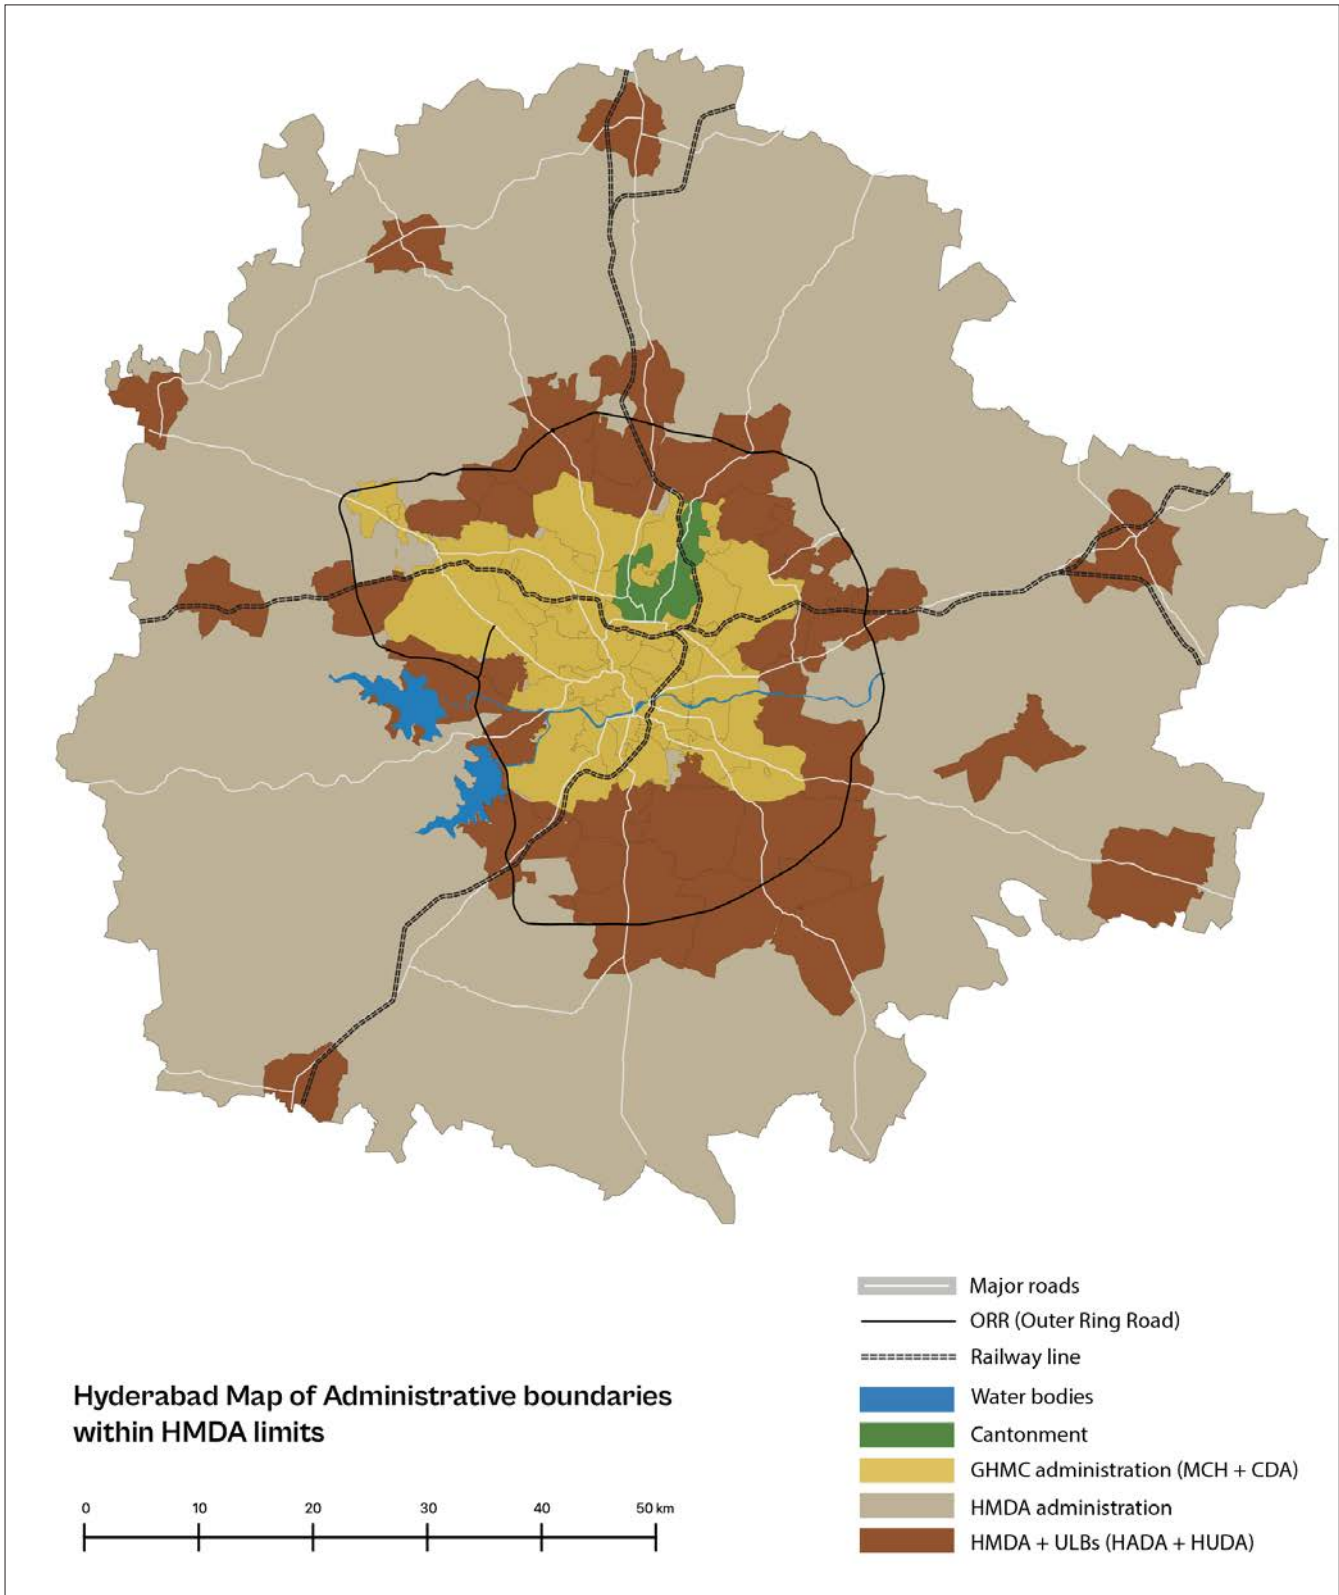 Major roads
ORR (Outer Ring Road)
Railway line
Water bodies
Cantonment
GHMC administration (MCH + CDA)
HMDA administration
HMDA + ULBs (HADA + HUDA)
Hyderabad Map of Administrative boundaries
within HMDA limits
0 10 20 30 40 50 km